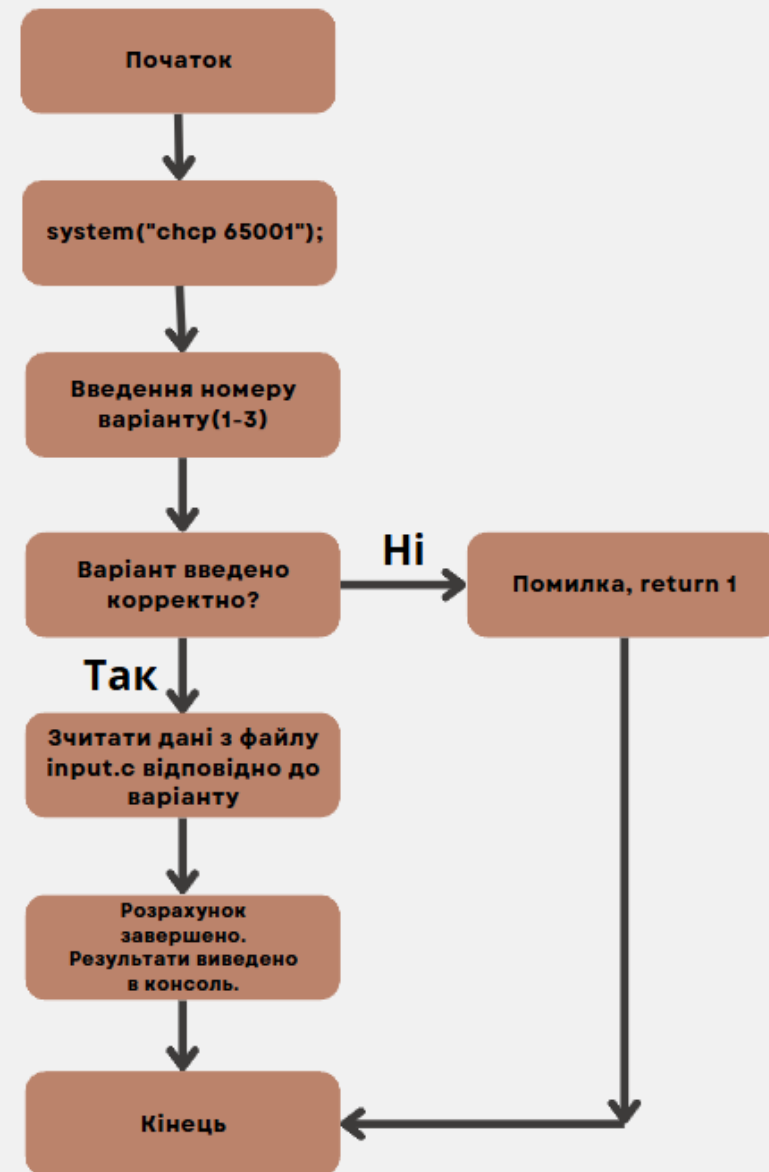 Початок
system("chcp 65001");
Введення номеру
варіанту(1-3)
Варіант введено
корректно?
Ні
Помилка, return 1
Так
Зчитати дані з файлу
input.c відповідно до
варіанту
Розрахунок
завершено.
Результати виведено
в консоль.
Кінець